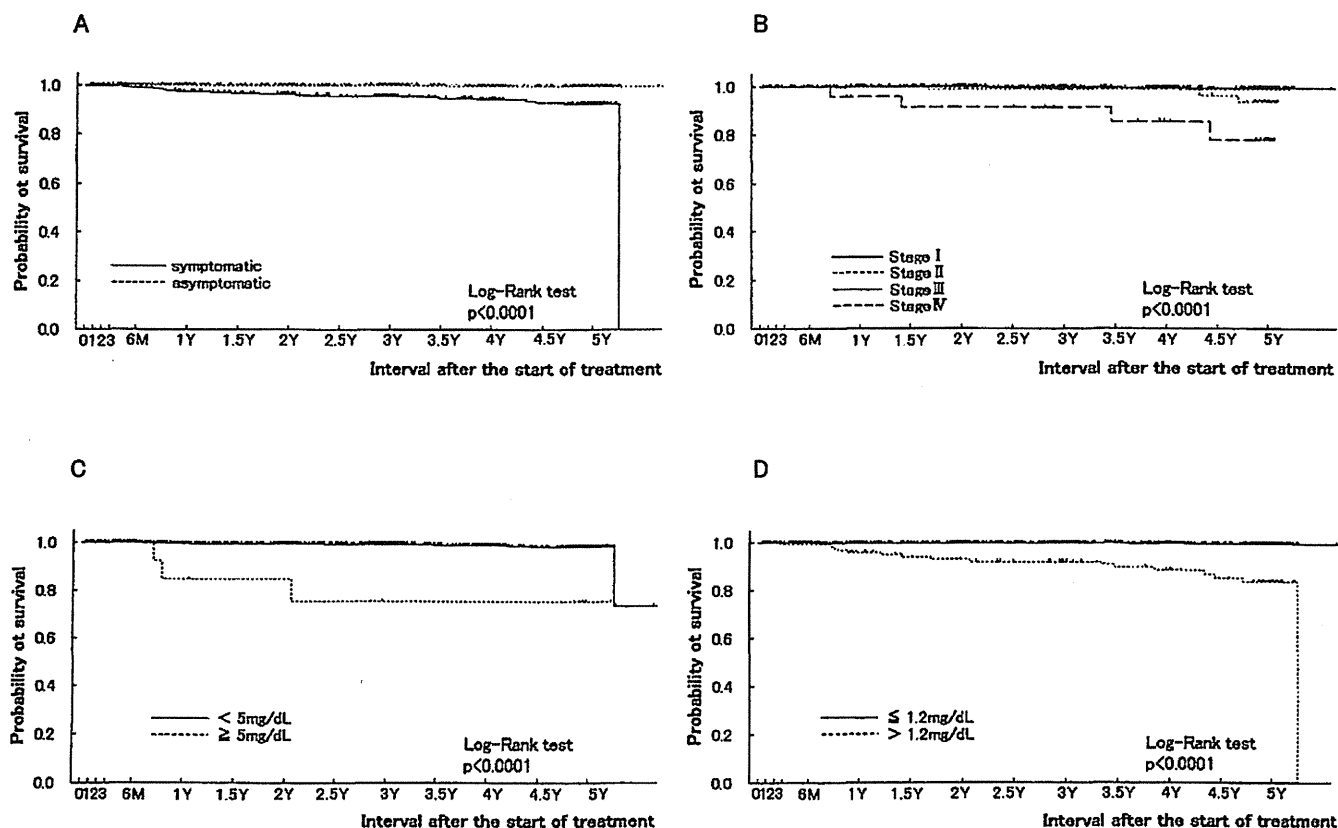 A
Probability ot survival
1.0
0.8
0.6
0.4
0.2
0.0
symptomatic
asymptomatic
Log-Rank test
p<0.0001
0123 6M 1Y 1.5Y 2Y 2.5Y 3Y 3.5Y 4Y 4.5Y 5Y
Interval after the start of treatment
B
Probability ot survival
1.0
0.8
0.6
0.4
0.2
0.0
Stage Ⅰ
Stage Ⅱ
Stage Ⅲ
Stage Ⅳ
Log-Rank test
p<0.0001
0123 6M 1Y 1.5Y 2Y 2.5Y 3Y 3.5Y 4Y 4.5Y 5Y
Interval after the start of treatment
C
Probability ot survival
1.0
0.8
0.6
0.4
0.2
0.0
< 5mg/dL
≧ 5mg/dL
Log-Rank test
p<0.0001
0123 6M 1Y 1.5Y 2Y 2.5Y 3Y 3.5Y 4Y 4.5Y 5Y
Interval after the start of treatment
D
Probability ot survival
1.0
0.8
0.6
0.4
0.2
0.0
≦ 1.2mg/dL
> 1.2mg/dL
Log-Rank test
p<0.0001
0123 6M 1Y 1.5Y 2Y 2.5Y 3Y 3.5Y 4Y 4.5Y 5Y
Interval after the start of treatment